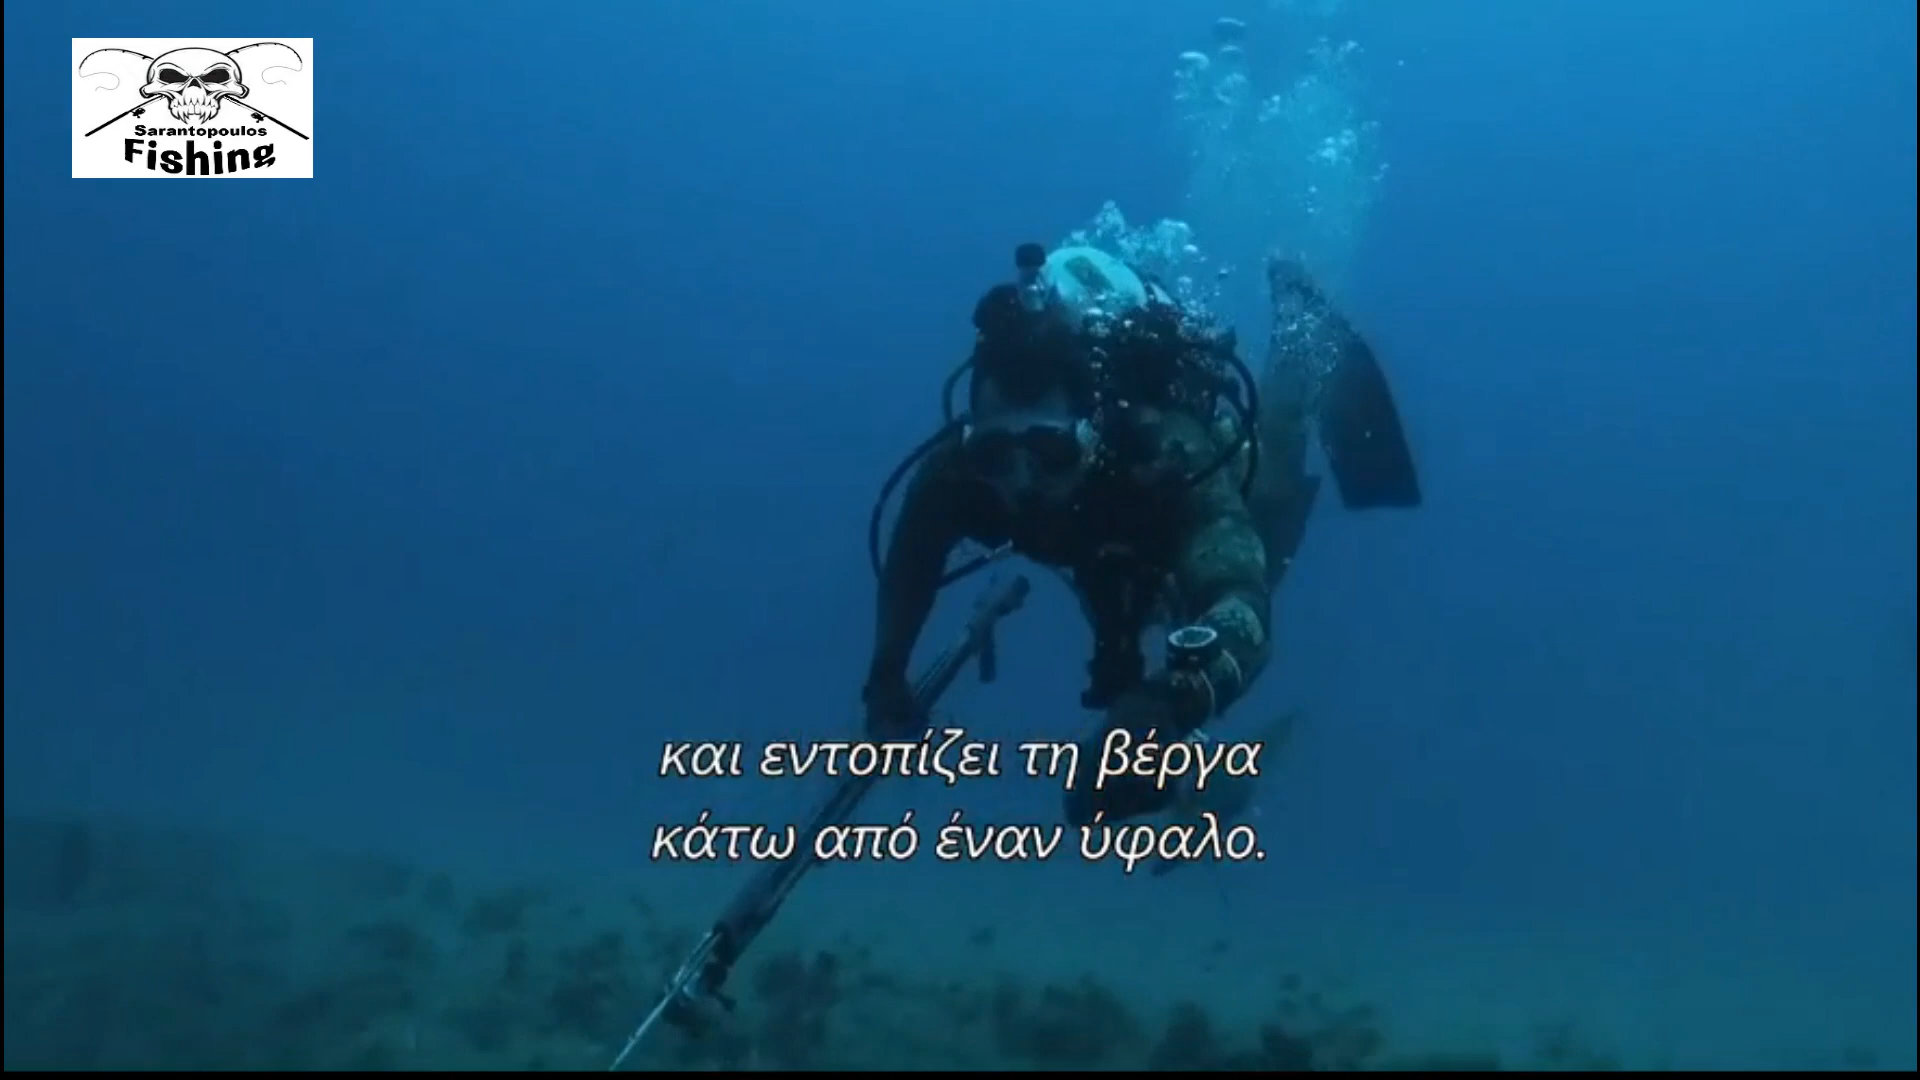 Sarantopoulos
Fishing
και εντοπίζει τη βέργα
κάτω από έναν ύφαλο.